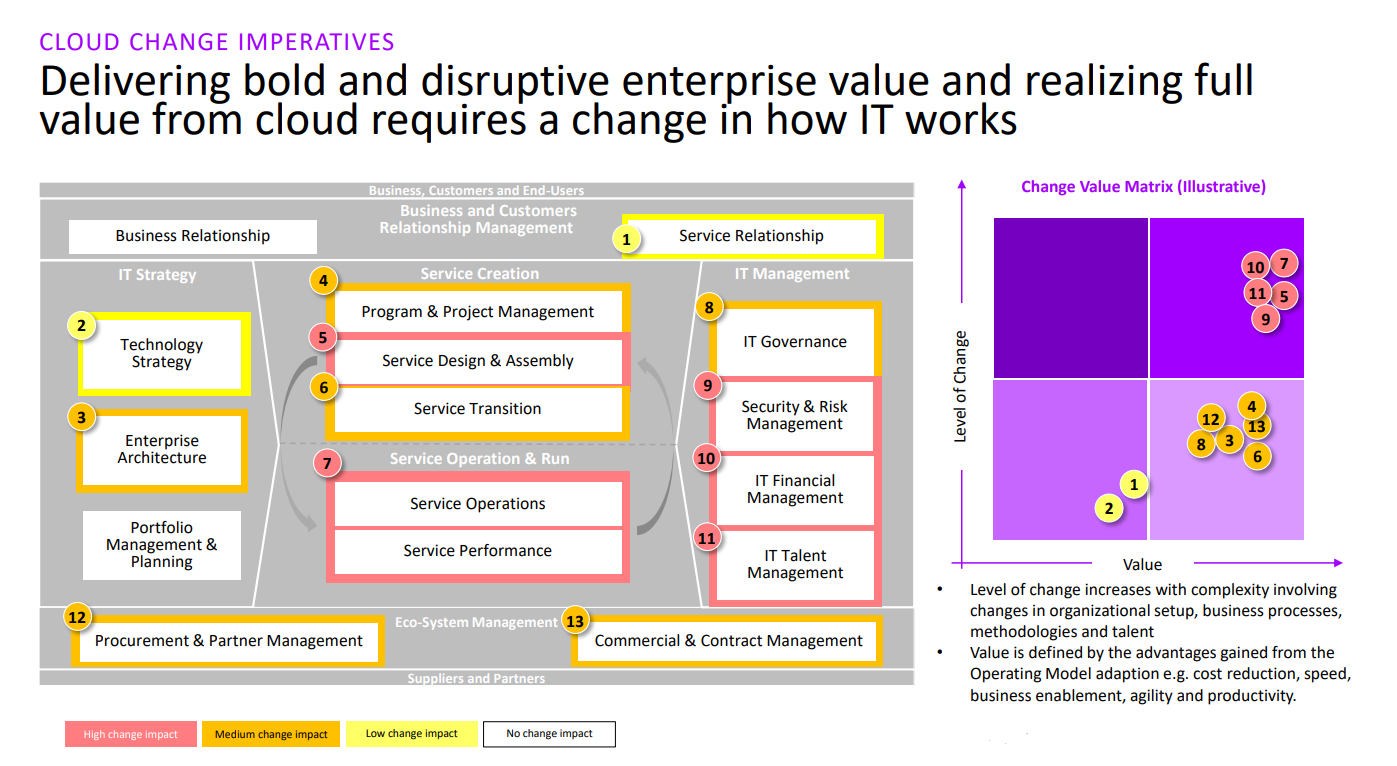 CLOUD CHANGE IMPERATIVES
Delivering bold and disruptive enterprise value and realizing full
value from cloud requires a change in how IT works
Business, Customers and End-Users
Business and Customers
Relationship Management
Business Relationship
1
Service Relationship
IT Strategy
2
Technology
Strategy
3
Enterprise
Architecture
Portfolio
Management &
Planning
Service Creation
4
Program & Project Management
5
Service Design & Assembly
6
Service Transition
Service Operation & Run
7
Service Operations
Service Performance
IT Management
8
IT Governance
9
Security & Risk
Management
10
IT Financial
Management
11
IT Talent
Management
Eco-System Management
12
Procurement & Partner Management
13
Commercial & Contract Management
Suppliers and Partners
High change impact
Medium change impact
Low change impact
No change impact
Change Value Matrix (Illustrative)
Level of Change
10
7
11
5
9
4
12
13
3
8
6
1
2
Value
• Level of change increases with complexity involving
changes in organizational setup, business processes,
methodologies and talent
• Value is defined by the advantages gained from the
Operating Model adaption e.g. cost reduction, speed,
business enablement, agility and productivity.